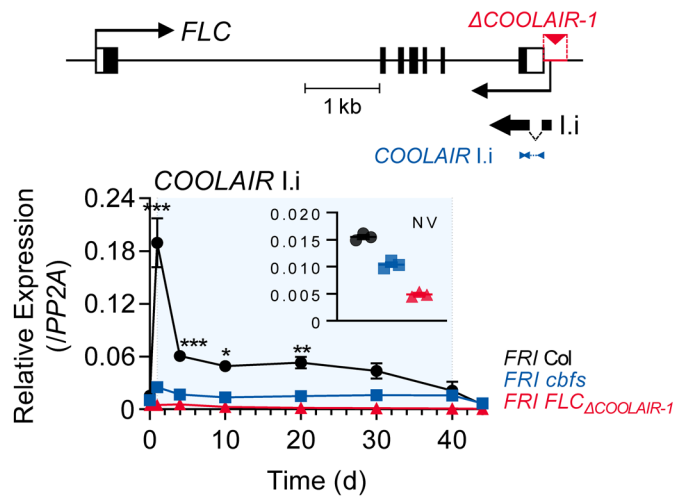 ΔCOOLAIR-1
FLC
1 kb
I.i
COOLAIR I.i
COOLAIR I.i
Relative Expression
(/PP2A)
0.24
0.18
0.12
0.06
0
***
***
*
**
0.020
0.015
0.010
0.005
0
NV
FRI Col
FRI cbfs
FRI FLCΔCOOLAIR-1
0 10 20 30 40
Time (d)